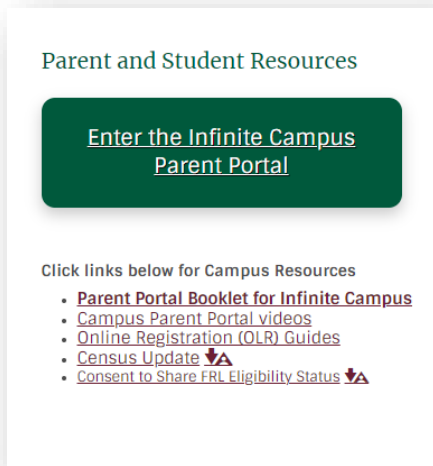 Parent and Student Resources
Enter the Infinite Campus
Parent Portal
Click links below for Campus Resources
Parent Portal Booklet for Infinite Campus
Campus Parent Portal videos
Online Registration (OLR) Guides
Census Update
Consent to Share FRL Eligibility Status